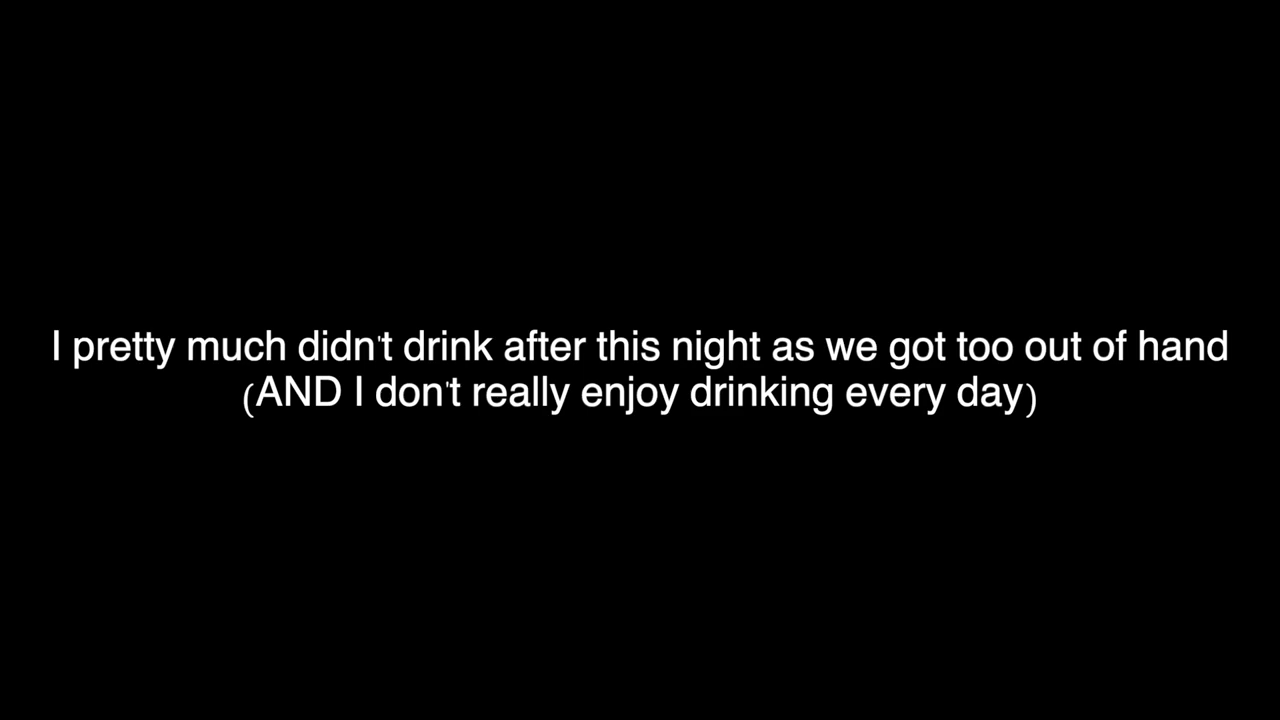 I pretty much didn't drink after this night as we got too out of hand
(AND I don't really enjoy drinking every day)